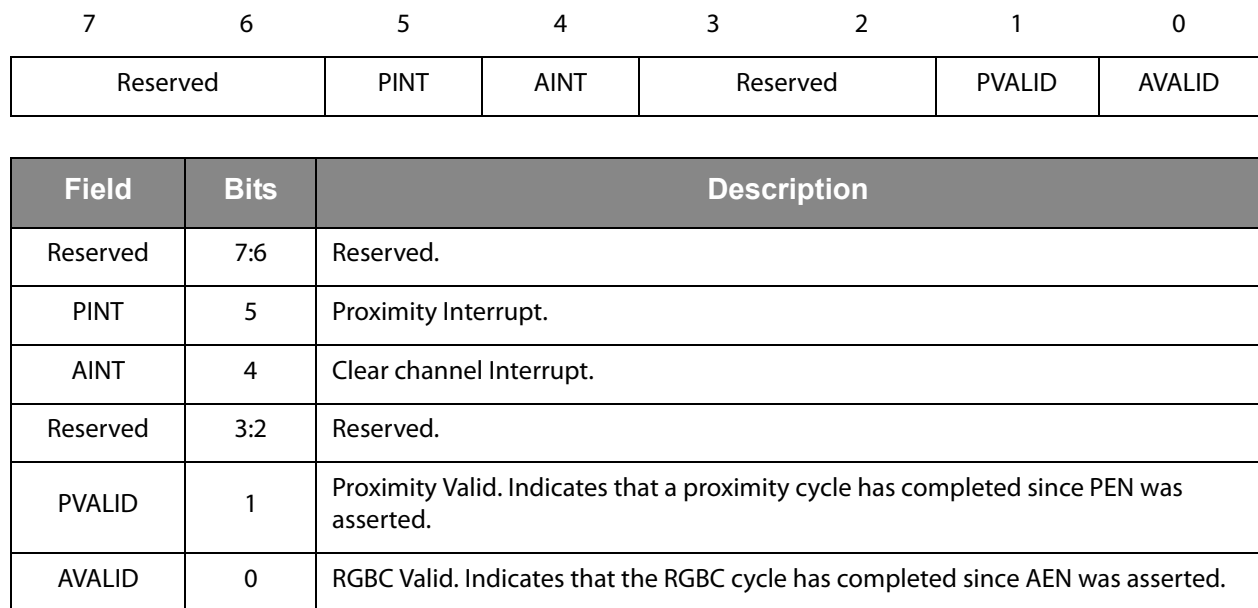 7 6 5 4 3 2 1 0
Reserved PINT AINT Reserved PVALID AVALID
Field Bits Description
Reserved 7:6 Reserved.
PINT 5 Proximity Interrupt.
AINT 4 Clear channel Interrupt.
Reserved 3:2 Reserved.
PVALID 1 Proximity Valid. Indicates that a proximity cycle has completed since PEN was
asserted.
AVALID 0 RGBC Valid. Indicates that the RGBC cycle has completed since AEN was asserted.